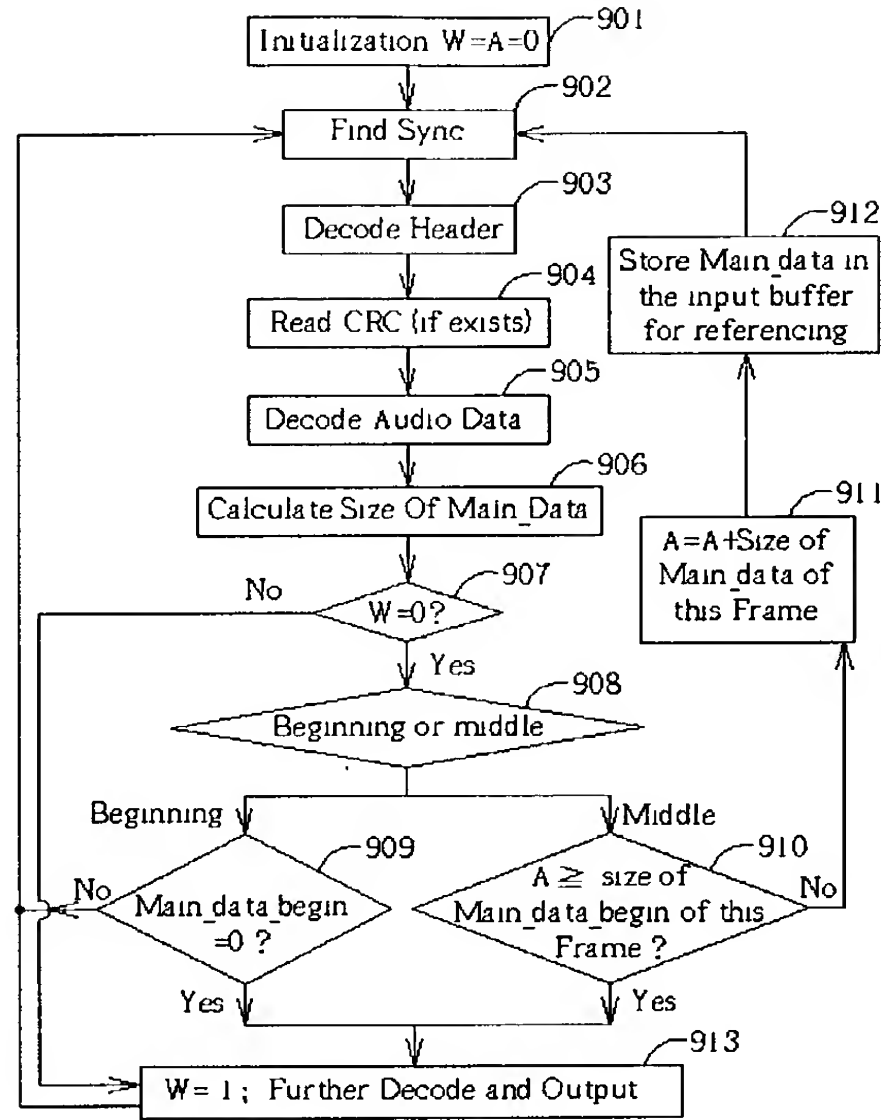 901
Initialization W=A=0
902
Find Sync
903
Decode Header
912
Store Main_data in
the input buffer
for referencing
904
Read CRC (if exists)
905
Decode Audio Data
906
Calculate Size Of Main_Data
911
A=A+Size of
Main_data of
this Frame
907
No
W=0?
Yes
908
Beginning or middle
Beginning
Middle
909
910
No
Main_data_begin
=0 ?
A ≧ size of
Main_data_begin of this
Frame ?
No
Yes
Yes
913
W= 1 ; Further Decode and Output